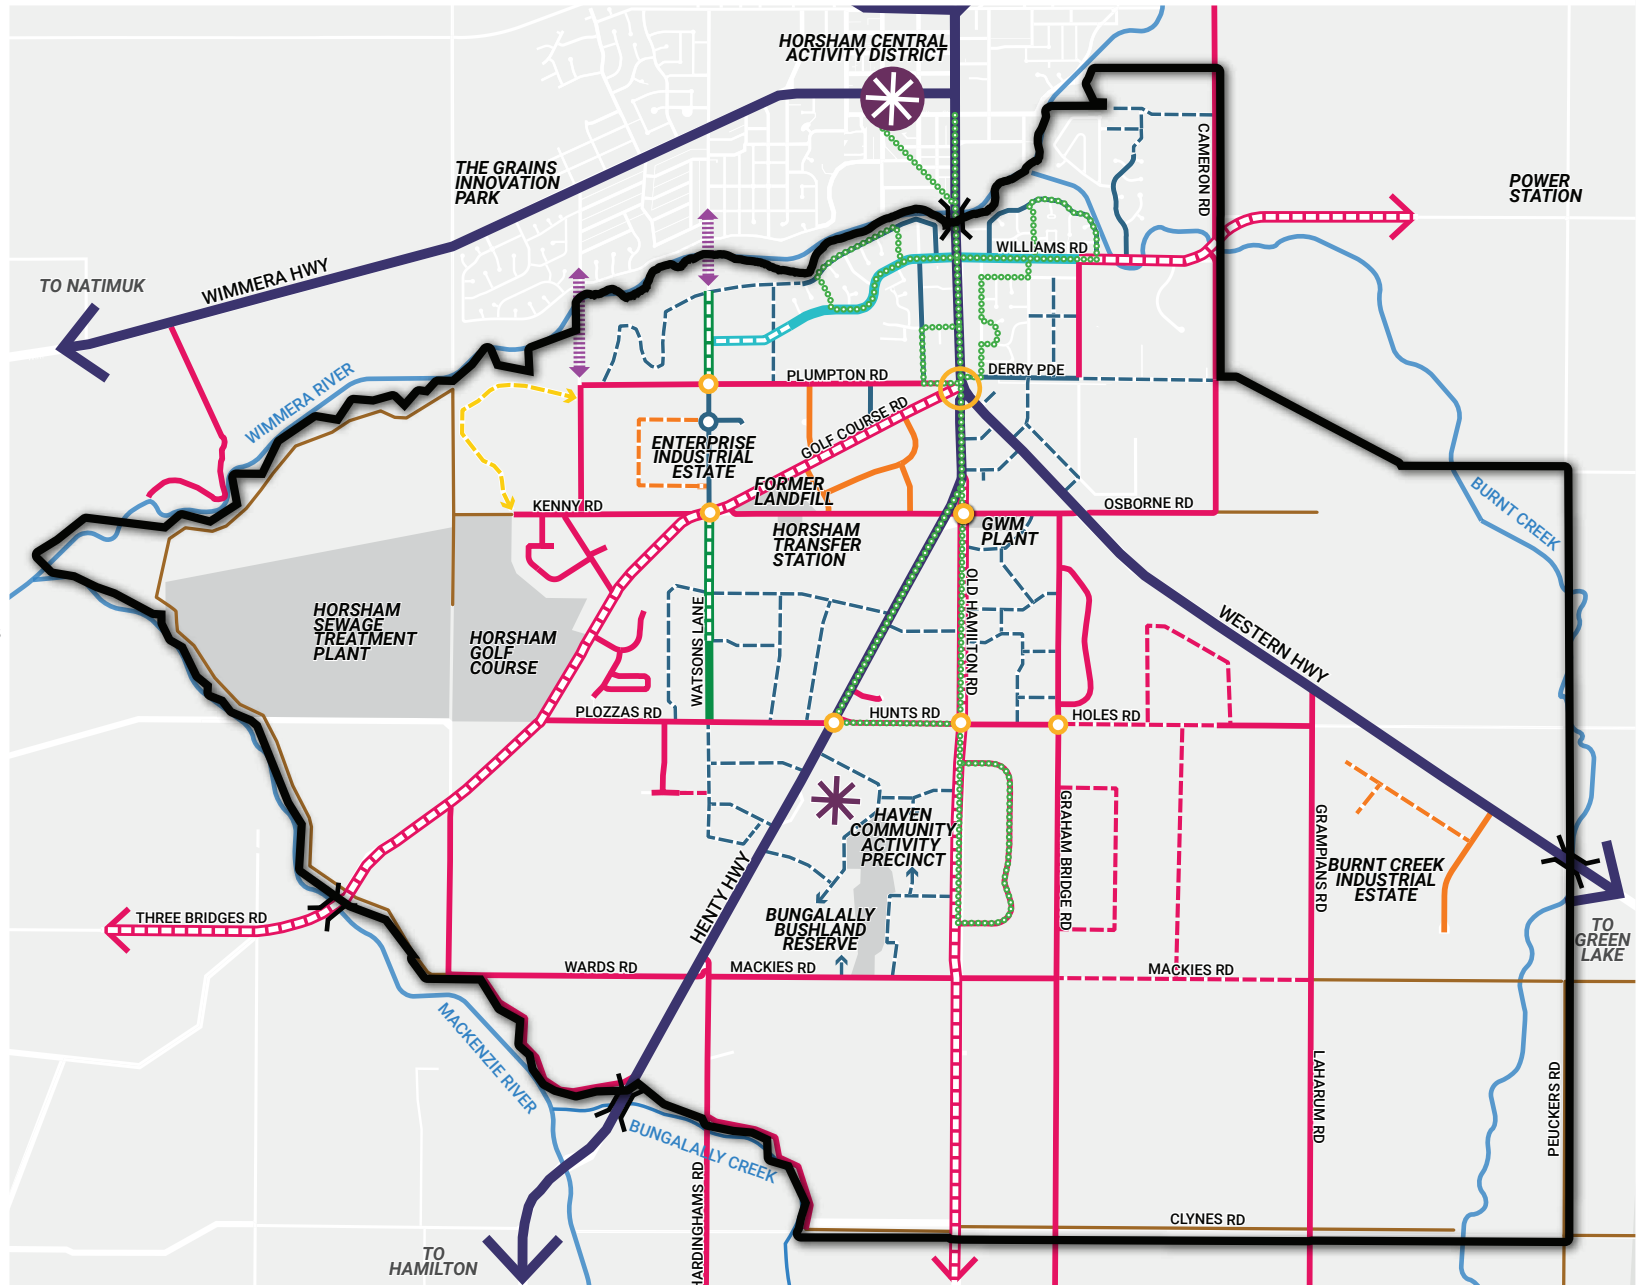 HORSHAM CENTRAL
ACTIVITY DISTRICT
CAMERON RD
THE GRAINS
INNOVATION
PARK
POWER
STATION
WILLIAMS RD
WIMMERA HWY
TO NATIMUK
WIMMERA RIVER
PLUMPTON RD
DERRY PDE
GOLF COURSE RD
ENTERPRISE
INDUSTRIAL
ESTATE
FORMER
LANDFILL
KENNY RD
OSBORNE RD
BURNT CREEK
GWM
PLANT
HORSHAM
TRANSFER
STATION
OLD HAMILTON RD
WATSONS LANE
HORSHAM
SEWAGE
TREATMENT
PLANT
HORSHAM
GOLF
COURSE
WESTERN HWY
PLOZZAS RD
HUNTS RD
HOLES RD
HAVEN
COMMUNITY
ACTIVITY
PRECINCT
GRAHAM BRIDGE RD
GRAMPIANS RD
BURNT CREEK
INDUSTRIAL
ESTATE
HENTY HWY
THREE BRIDGES RD
BUNGALALLY
BUSHLAND
RESERVE
TO
GREEN
LAKE
WARDS RD
MACKIES RD
MACKIES RD
MACKENZIE RIVER
LAHARUM RD
PEUCKERS RD
BUNGALALLY CREEK
HARDINGHAMS RD
CLYNES RD
TO
HAMILTON